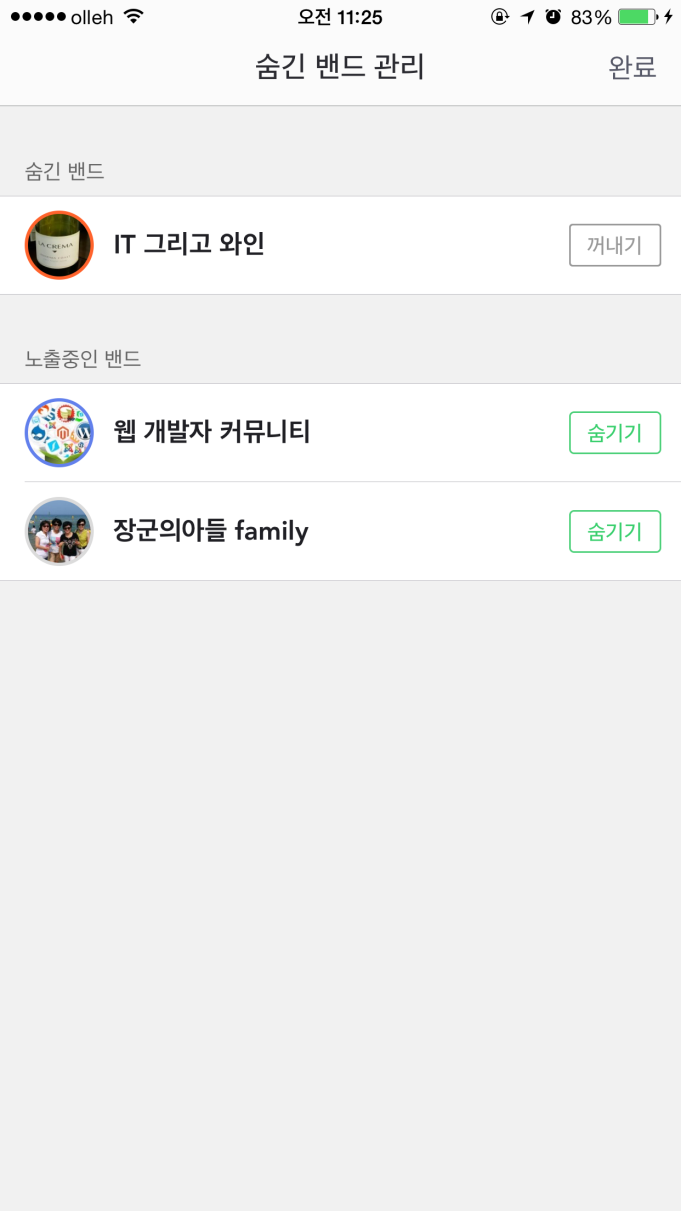 olleh 오전 11:25 83%
숨긴 밴드 관리 완료
숨긴 밴드
LA CREMA
IT 그리고 와인 꺼내기
노출중인 밴드
웹 개발자 커뮤니티 숨기기
장군의아들 family 숨기기